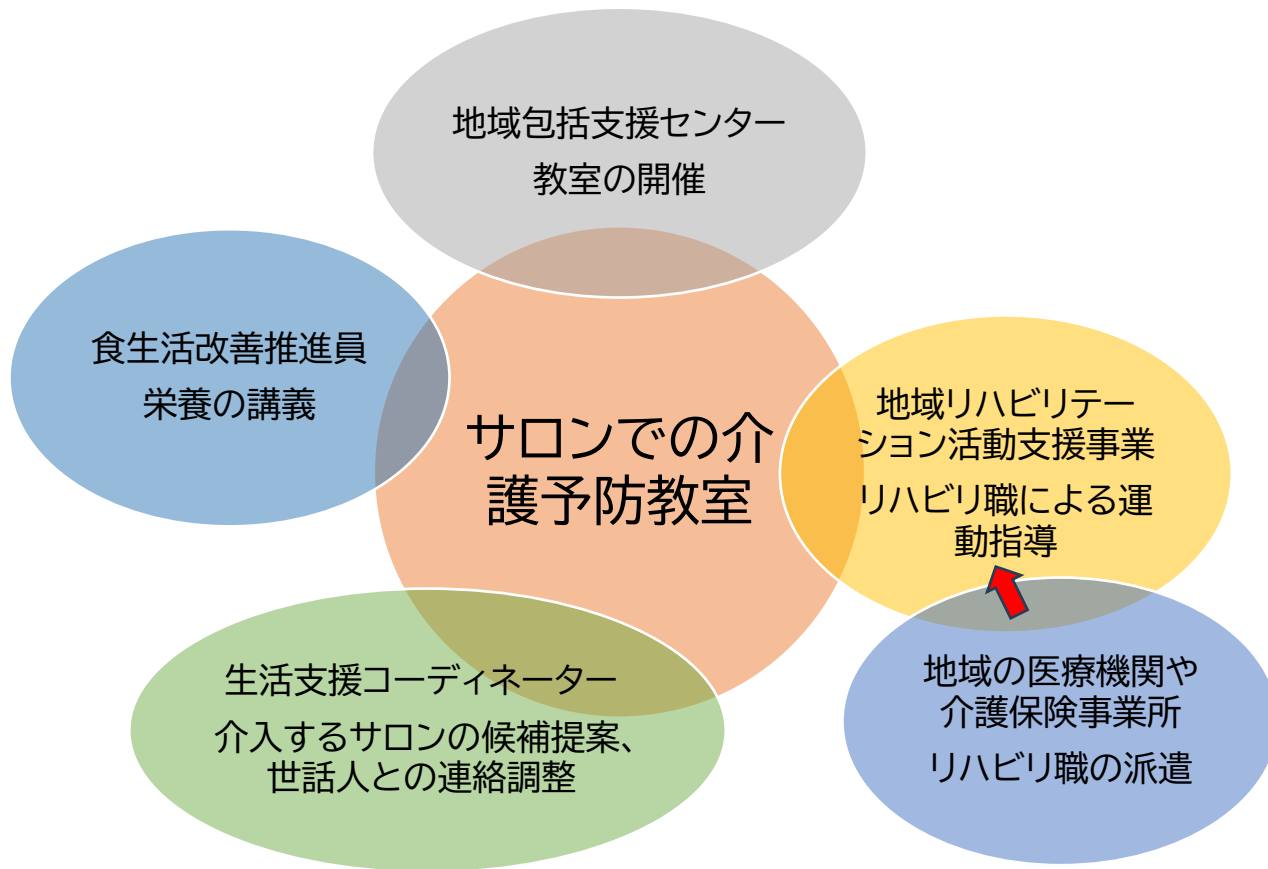 地域包括支援センター
教室の開催
食生活改善推進員
栄養の講義
サロンでの介
護予防教室
地域リハビリテー
ション活動支援事業
リハビリ職による運
動指導
生活支援コーディネーター
介入するサロンの候補提案、
世話人との連絡調整
地域の医療機関や
介護保険事業所
リハビリ職の派遣